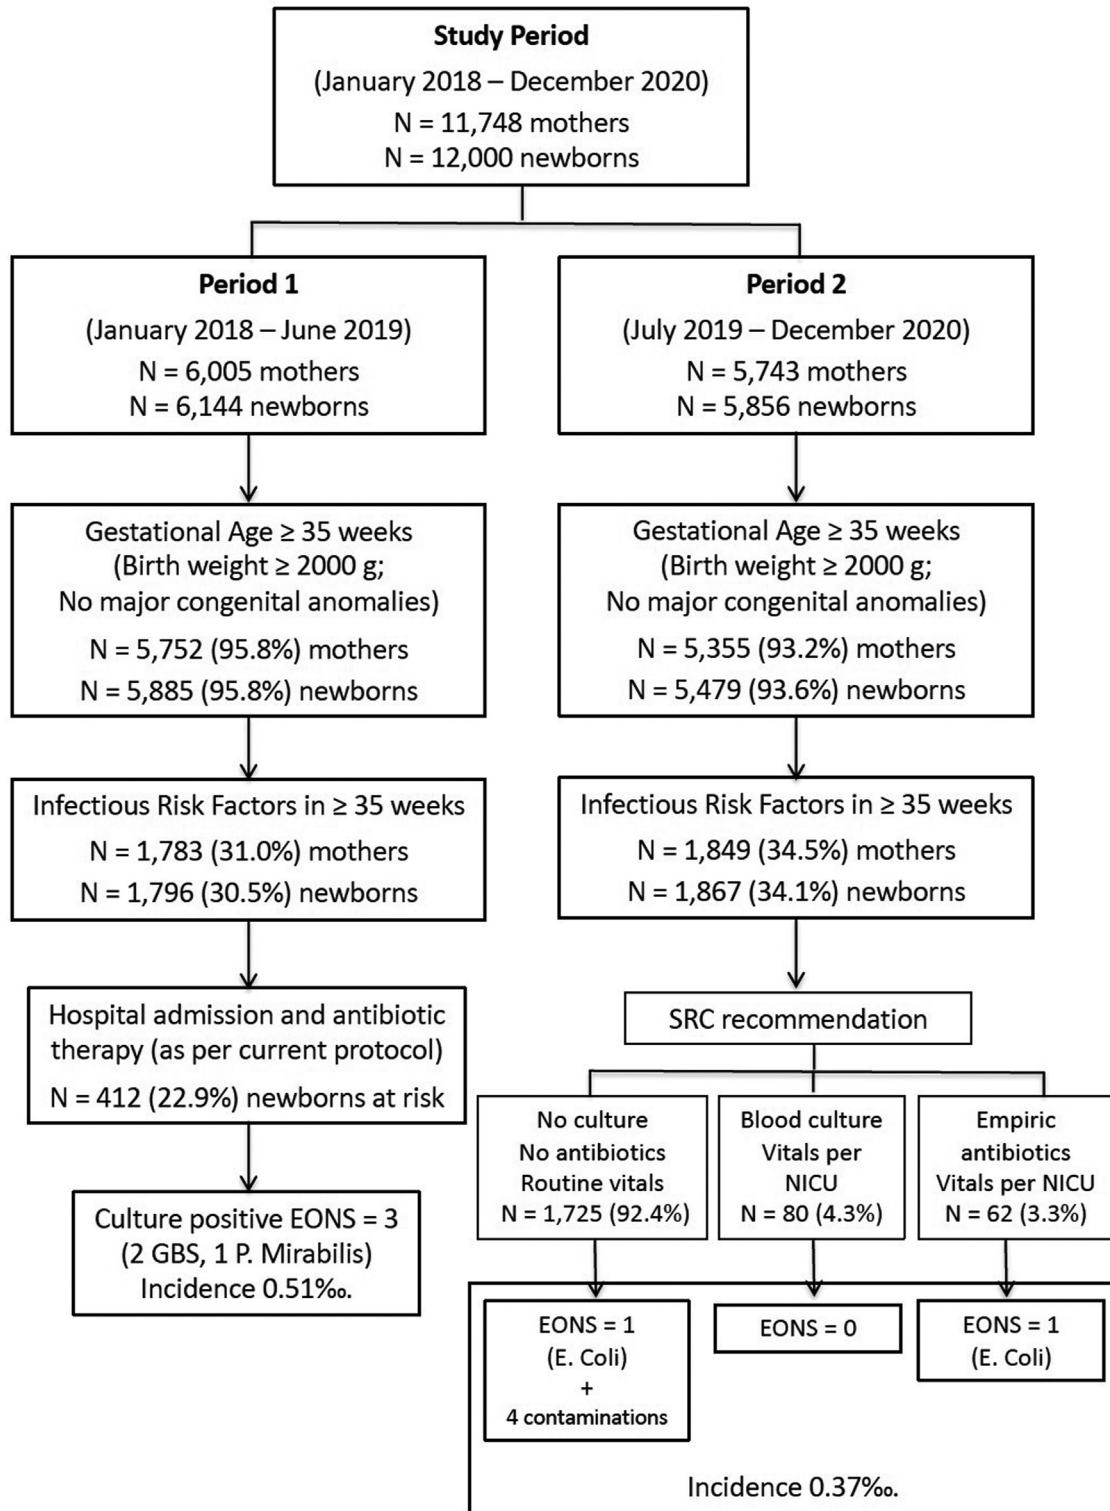 Study Period
(January 2018 – December 2020)
N = 11,748 mothers
N = 12,000 newborns
Period 1
(January 2018 – June 2019)
N = 6,005 mothers
N = 6,144 newborns
Period 2
(July 2019 – December 2020)
N = 5,743 mothers
N = 5,856 newborns
Gestational Age ≥ 35 weeks
(Birth weight ≥ 2000 g;
No major congenital anomalies)
N = 5,752 (95.8%) mothers
N = 5,885 (95.8%) newborns
Gestational Age ≥ 35 weeks
(Birth weight ≥ 2000 g;
No major congenital anomalies)
N = 5,355 (93.2%) mothers
N = 5,479 (93.6%) newborns
Infectious Risk Factors in ≥ 35 weeks
N = 1,783 (31.0%) mothers
N = 1,796 (30.5%) newborns
Infectious Risk Factors in ≥ 35 weeks
N = 1,849 (34.5%) mothers
N = 1,867 (34.1%) newborns
Hospital admission and antibiotic
therapy (as per current protocol)
N = 412 (22.9%) newborns at risk
Culture positive EONS = 3
(2 GBS, 1 P. Mirabilis)
Incidence 0.51‰.
SRC recommendation
No culture
No antibiotics
Routine vitals
N = 1,725 (92.4%)
Blood culture
Vitals per
NICU
N = 80 (4.3%)
Empiric
antibiotics
Vitals per NICU
N = 62 (3.3%)
EONS = 1
(E. Coli)
+
4 contaminations
EONS = 0
EONS = 1
(E. Coli)
Incidence 0.37‰.